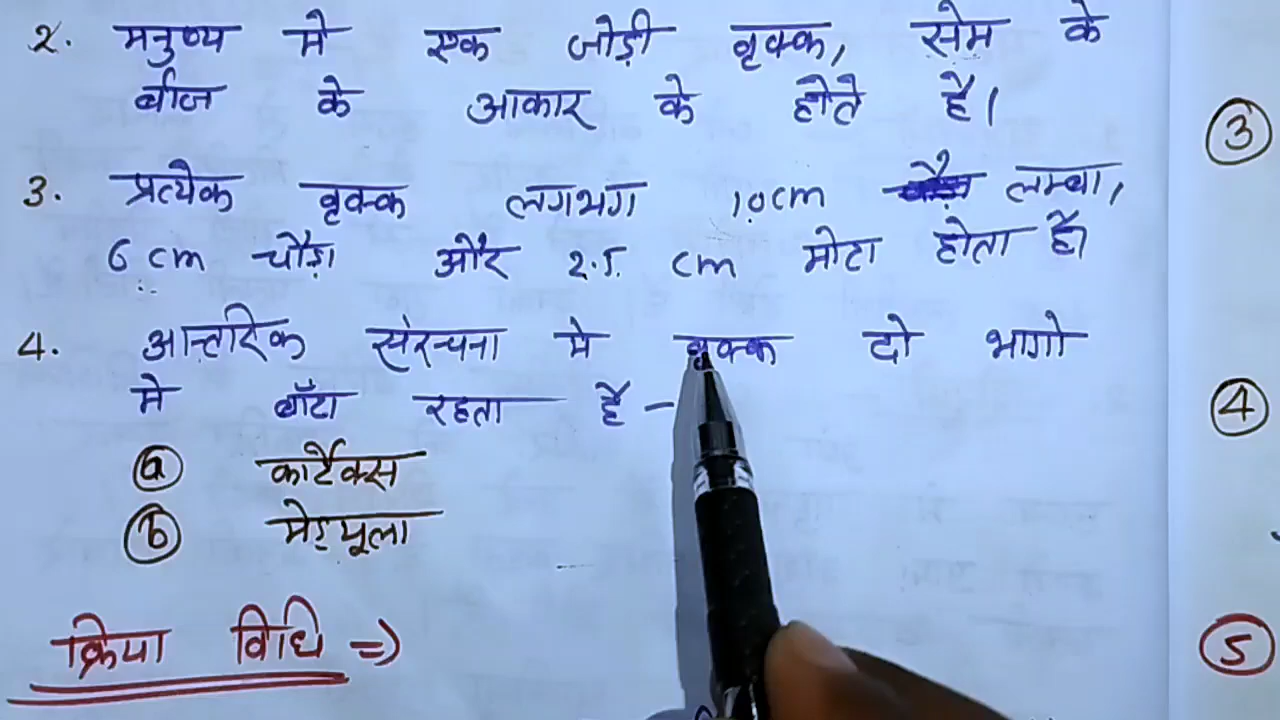 2. मनुष्य मे एक जोड़ी वृक्क, सेम के
बीज के आकार के होते है।
3. प्रत्येक वृक्क लगभग 10cm लम्बा,
6 cm चौड़ा और 2.5 cm मोटा होता है।
4. आन्तरिक संरचना मे वृक्क दो भागो
मे बाँटा रहता है -
a कार्टेक्स
b मेड्यूला
क्रिया विधि =>
3
4
5